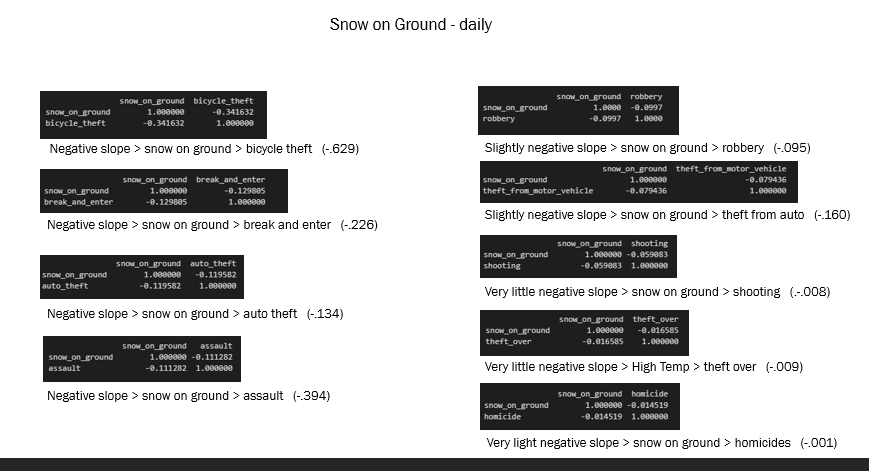 Snow on Ground - daily
snow_on_ground bicycle_theft
snow_on_ground 1.000000 -0.341632
bicycle_theft -0.341632 1.000000
Negative slope > snow on ground > bicycle theft (-.629)
snow_on_ground break_and_enter
snow_on_ground 1.000000 -0.129805
break_and_enter -0.129805 1.000000
Negative slope > snow on ground > break and enter (-.226)
snow_on_ground auto_theft
snow_on_ground 1.000000 -0.119582
auto_theft -0.119582 1.000000
Negative slope > snow on ground > auto theft (-.134)
snow_on_ground assault
snow_on_ground 1.000000 -0.111282
assault -0.111282 1.000000
Negative slope > snow on ground > assault (-.394)
snow_on_ground robbery
snow_on_ground 1.0000 -0.0997
robbery -0.0997 1.0000
Slightly negative slope > snow on ground > robbery (-.095)
snow_on_ground theft_from_motor_vehicle
snow_on_ground 1.000000 -0.079436
theft_from_motor_vehicle -0.079436 1.000000
Slightly negative slope > snow on ground > theft from auto (-.160)
snow_on_ground shooting
snow_on_ground 1.000000 -0.059083
shooting -0.059083 1.000000
Very little negative slope > snow on ground > shooting (.-.008)
snow_on_ground theft_over
snow_on_ground 1.000000 -0.016585
theft_over -0.016585 1.000000
Very little negative slope > High Temp > theft over (-.009)
snow_on_ground homicide
snow_on_ground 1.000000 -0.014519
homicide -0.014519 1.000000
Very light negative slope > snow on ground > homicides (-.001)